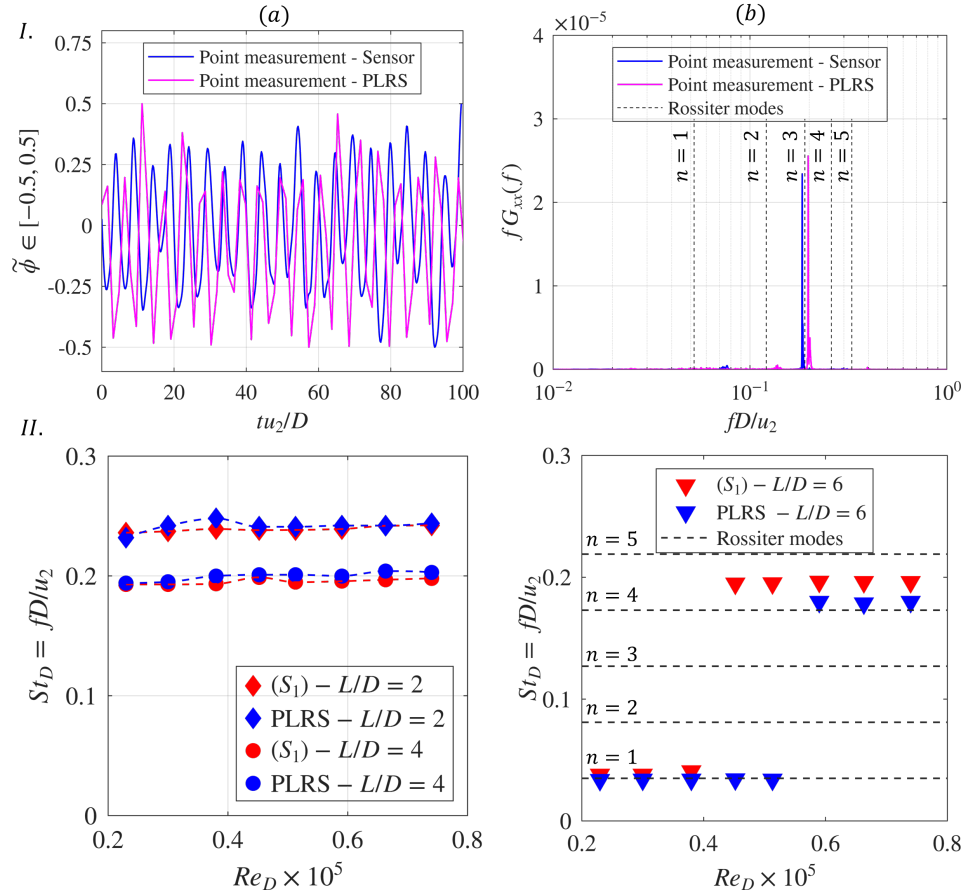 I.
(a)
(b)
0.75
0.5
0.25
0
-0.25
-0.5
ϕ̃ ∈ [−0.5, 0.5]
Point measurement - Sensor
Point measurement - PLRS
0
20
40
60
80
100
tu₂/D
×10⁻⁵
4
3
2
1
0
f Gₓₓ(f)
Point measurement - Sensor
Point measurement - PLRS
Rossiter modes
n = 1
n = 2
n = 3
n = 4
n = 5
10⁻²
10⁻¹
10⁰
fD/u₂
II.
0.3
0.2
0.1
0
St_D = fD/u₂
(S₁) − L/D = 2
PLRS − L/D = 2
(S₁) − L/D = 4
PLRS − L/D = 4
0.2
0.4
0.6
0.8
Re_D × 10⁵
0.3
0.2
0.1
0
St_D = fD/u₂
(S₁) − L/D = 6
PLRS − L/D = 6
Rossiter modes
n = 5
n = 4
n = 3
n = 2
n = 1
0.2
0.4
0.6
0.8
Re_D × 10⁵